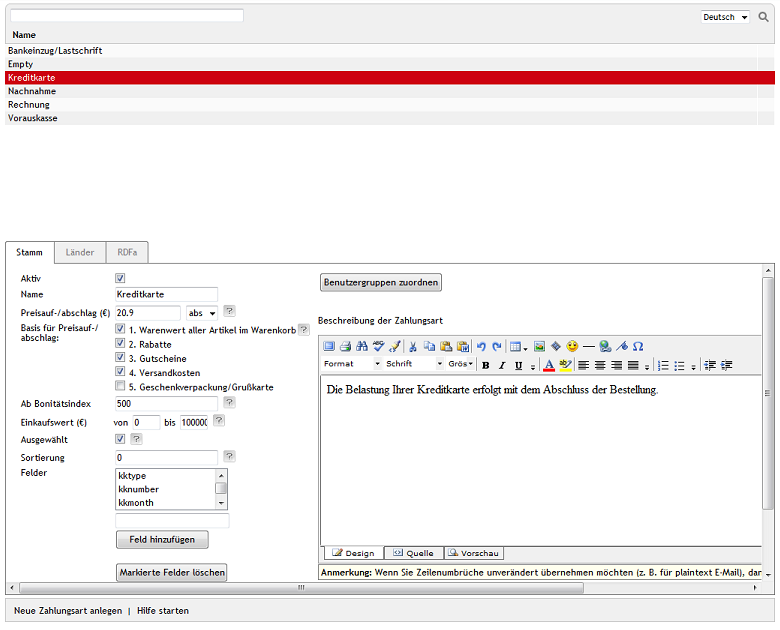 Deutsch
Name
Bankeinzug/Lastschrift
Empty
Kreditkarte
Nachnahme
Rechnung
Vorauskasse
Stamm Länder RDFa
Aktiv
Name Kreditkarte
Preisauf-/abschlag (€) 20.9 abs ?
Basis für Preisauf-/
abschlag:
1. Warenwert aller Artikel im Warenkorb ?
2. Rabatte
3. Gutscheine
4. Versandkosten
5. Geschenkverpackung/Grußkarte
Ab Bonitätsindex 500 ?
Einkaufswert (€) von 0 bis 100000 ?
Ausgewählt ?
Sortierung 0 ?
Felder
kktype
kknumber
kkmonth
Feld hinzufügen
Markierte Felder löschen
Benutzergruppen zuordnen
Beschreibung der Zahlungsart
Format Schrift Grös
B I U A ab
Die Belastung Ihrer Kreditkarte erfolgt mit dem Abschluss der Bestellung.
Design Quelle Vorschau
Anmerkung: Wenn Sie Zeilenumbrüche unverändert übernehmen möchten (z. B. für plaintext E-Mail), dar
Neue Zahlungsart anlegen | Hilfe starten